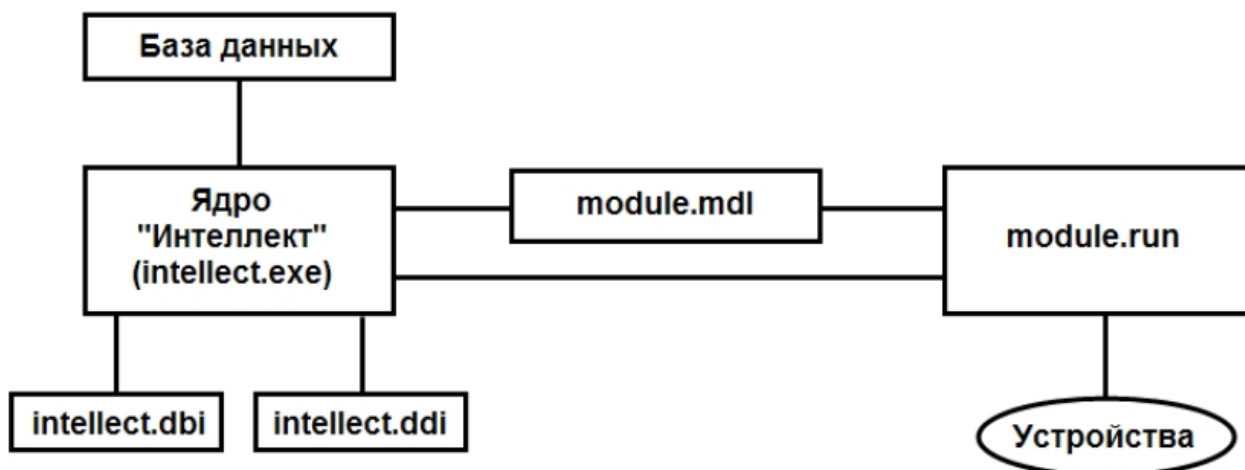 База данных
Ядро
"Интеллект"
(intellect.exe)
module.mdl
module.run
intellect.dbi
intellect.ddi
Устройства